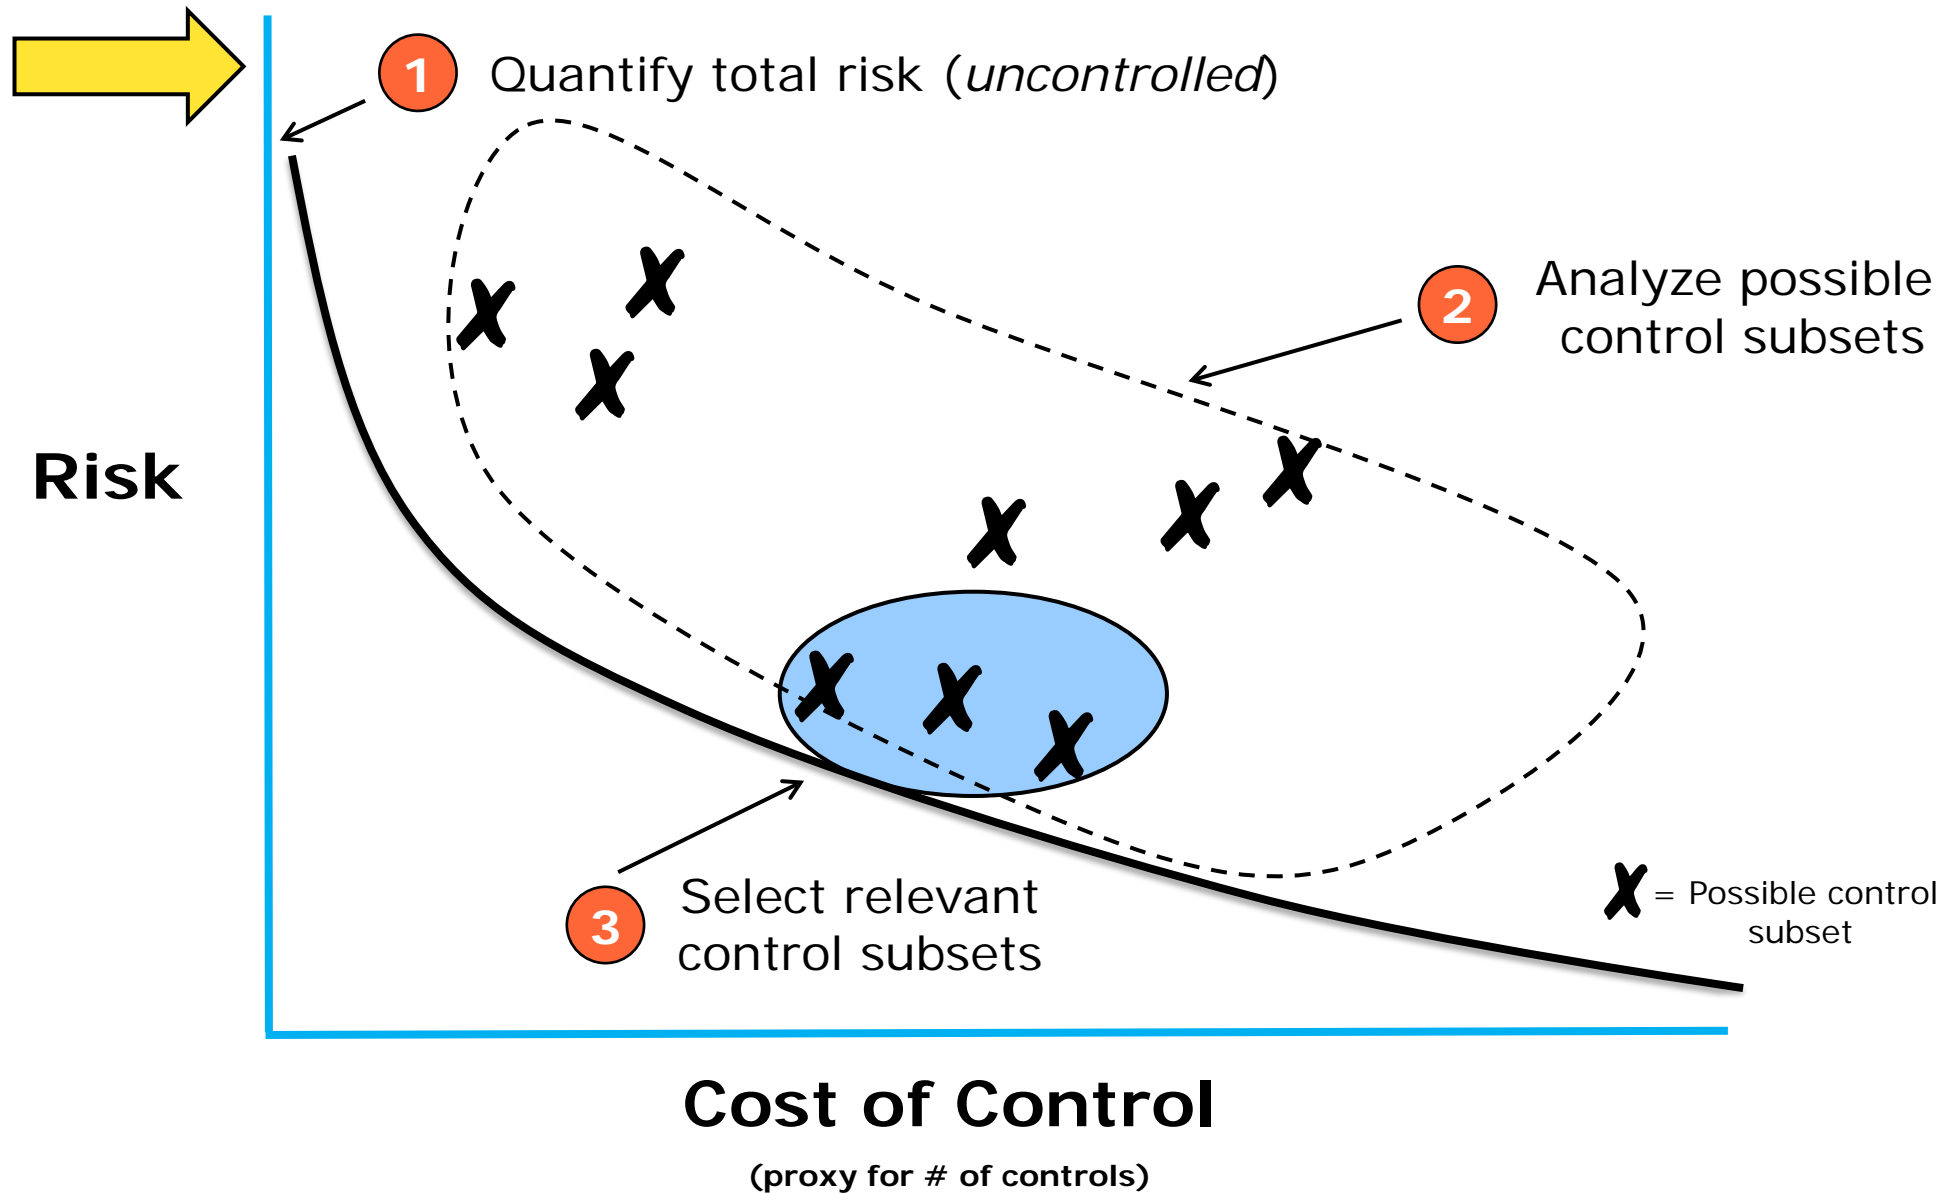 1 Quantify total risk (uncontrolled)
2 Analyze possible
control subsets
Risk
3 Select relevant
control subsets
= Possible control
subset
Cost of Control
(proxy for # of controls)